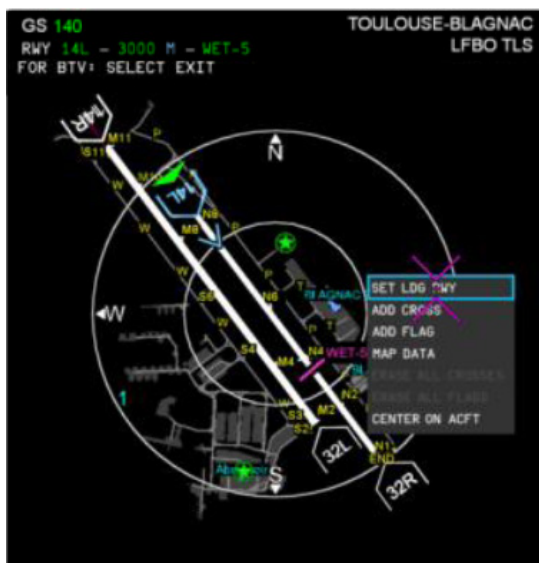 GS 140
TOULOUSE-BLAGNAC
RWY 14L - 3000 M - WET-5
LFBO TLS
FOR BTV: SELECT EXIT
14R
M11
P
S11
N
W
14L
N8
W
M8
P
W
P
SET LDG RWY
N6
T
BLAGNAC
S6
ADD CROSS
W
T
ADD FLAG
P
W
N4
WET-5
MAP DATA
S4
M4
ERASE ALL CROSSES
N2
ERASE ALL FLAGS
1
W
M2
S3
CENTER ON ACFT
S2
N1
32L
END
S
32R